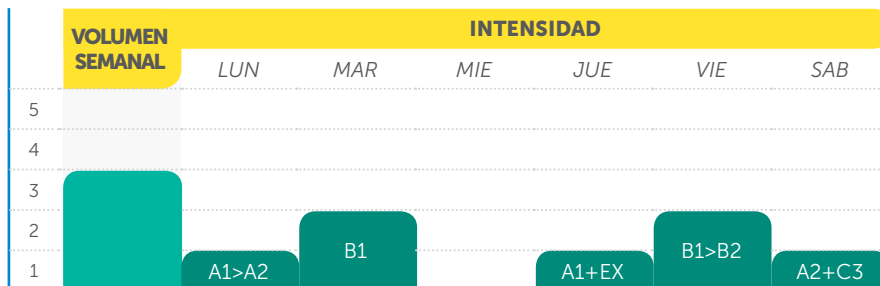 VOLUMEN
SEMANAL
INTENSIDAD
LUN MAR MIE JUE VIE SAB
5
4
3
2
B1 B1>B2
1 A1>A2 A1+EX A2+C3